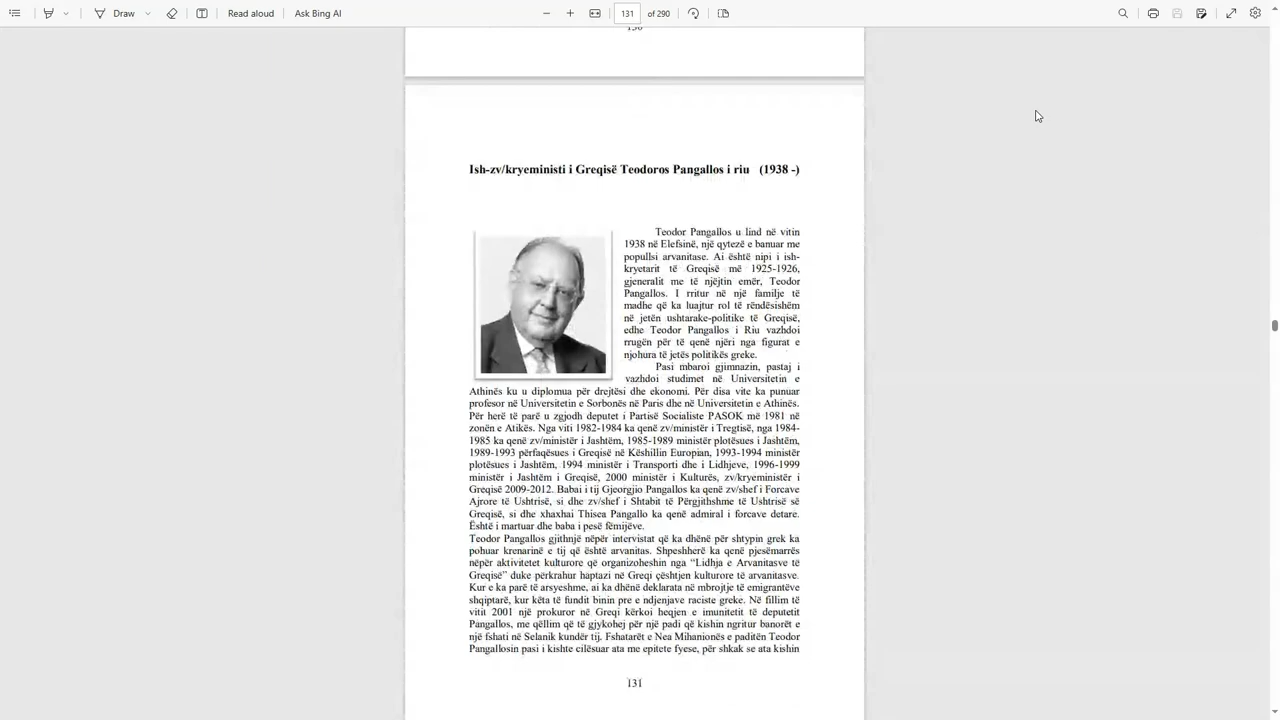 Draw
Read aloud
Ask Bing AI
131
of 290
Ish-zv/kryeministi i Greqisë Teodoros Pangallos i riu (1938 -)
Teodor Pangallos u lind në vitin
1938 në Elefsinë, një qytezë e banuar me
popullsi arvanitase. Ai është nipi i ish-
kryetarit të Greqisë më 1925-1926,
gjeneralit me të njëjtin emër, Teodor
Pangallos. I rritur në një familje të
madhe që ka luajtur rol të rëndësishëm
në jetën ushtarake-politike të Greqisë,
edhe Teodor Pangallos i Riu vazhdoi
rrugën për të qenë njëri nga figurat e
njohura të jetës politikës greke.
Pasi mbaroi gjimnazin, pastaj i
vazhdoi studimet në Universitetin e
Athinës ku u diplomua për drejtësi dhe ekonomi. Për disa vite ka punuar
profesor në Universitetin e Sorbonës në Paris dhe në Universitetin e Athinës.
Për herë të parë u zgjodh deputet i Partisë Socialiste PASOK më 1981 në
zonën e Atikës. Nga viti 1982-1984 ka qenë zv/ministër i Tregtisë, nga 1984-
1985 ka qenë zv/ministër i Jashtëm, 1985-1989 ministër plotësues i Jashtëm,
1989-1993 përfaqësues i Greqisë në Këshillin Europian, 1993-1994 ministër
plotësues i Jashtëm, 1994 ministër i Transporti dhe i Lidhjeve, 1996-1999
ministër i Jashtëm i Greqisë, 2000 ministër i Kulturës, zv/kryeministër i
Greqisë 2009-2012. Babai i tij Gjeorgjio Pangallos ka qenë zv/shef i Forcave
Ajrore të Ushtrisë, si dhe zv/shef i Shtabit të Përgjithshme të Ushtrisë së
Greqisë, si dhe xhaxhai Thisea Pangallo ka qenë admiral i forcave detare.
Është i martuar dhe baba i pesë fëmijëve.
Teodor Pangallos gjithnjë nëpër intervistat që ka dhënë për shtypin grek ka
pohuar krenarinë e tij që është arvanitas. Shpeshherë ka qenë pjesëmarrës
nëpër aktivitetet kulturore që organizoheshin nga “Lidhja e Arvanitasve të
Greqisë” duke përkrahur haptazi në Greqi çështjen kulturore të arvanitasve.
Kur e ka parë të arsyeshme, ai ka dhënë deklarata në mbrojtje të emigrantëve
shqiptarë, kur këta të fundit binin pre e ndjenjave raciste greke. Në fillim të
vitit 2001 një prokuror në Greqi kërkoi heqjen e imunitetit të deputetit
Pangallos, me qëllim që të gjykohej për një padi që kishin ngritur banorët e
një fshati në Selanik kundër tij. Fshatarët e Nea Mihanionës e paditën Teodor
Pangallosin pasi i kishte cilësuar ata me epitete fyese, për shkak se ata kishin
131